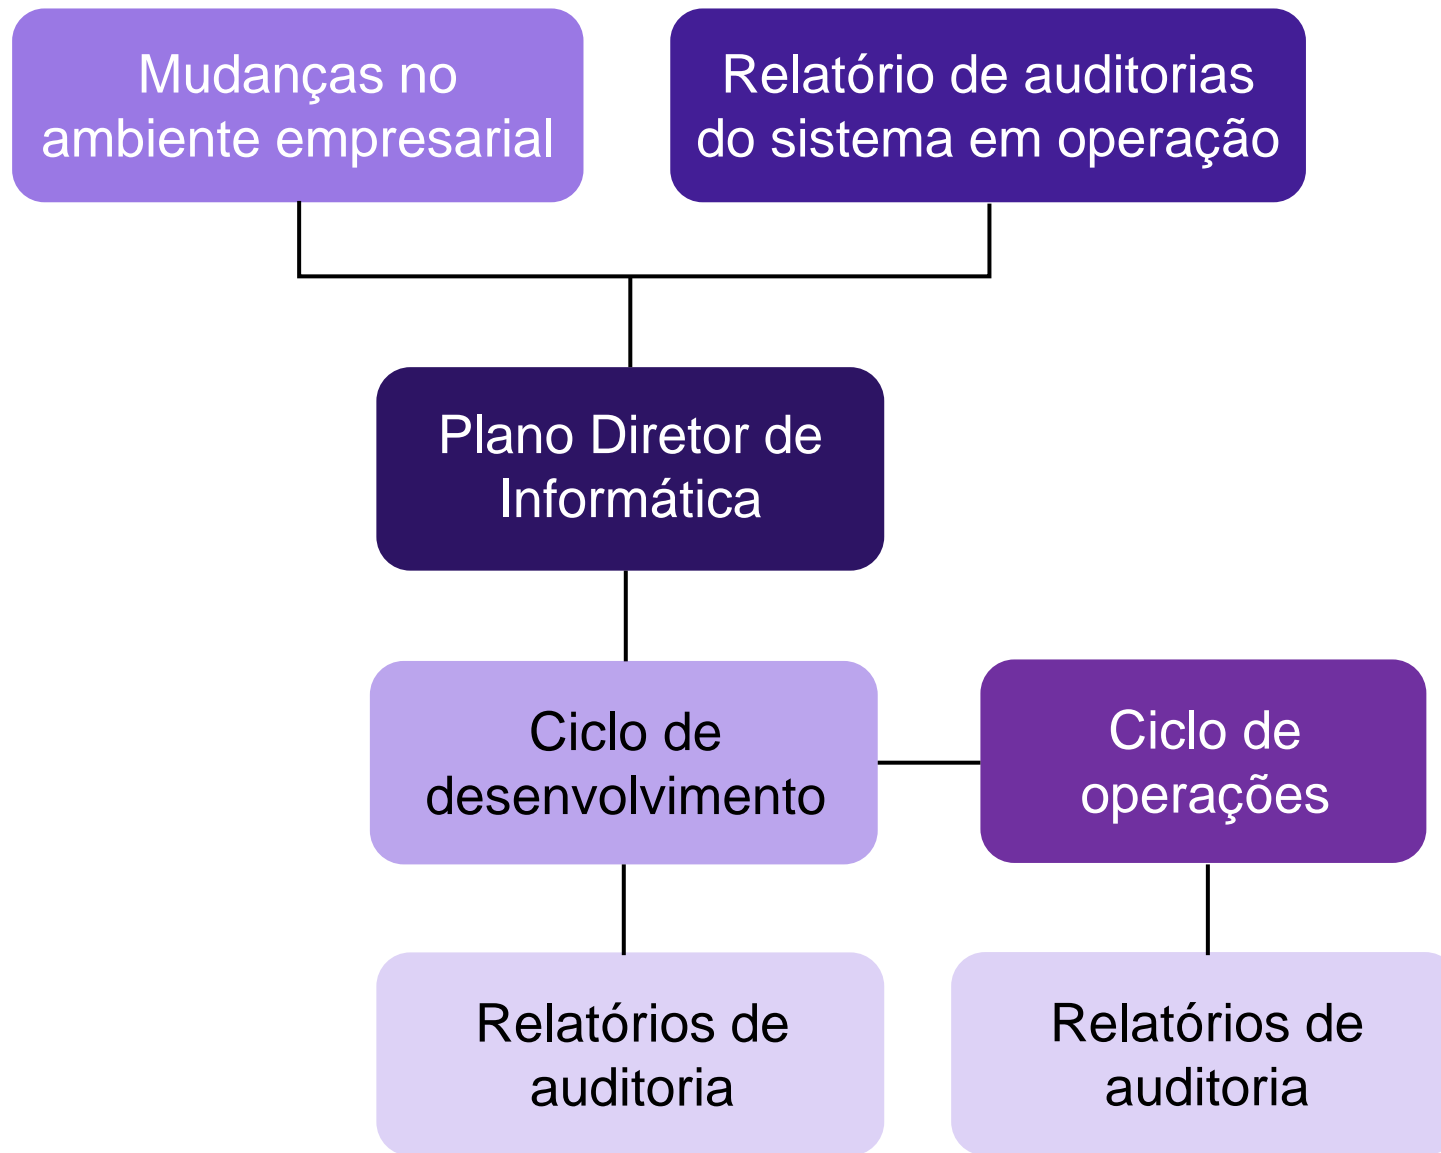 Mudanças no
ambiente empresarial
Relatório de auditorias
do sistema em operação
Plano Diretor de
Informática
Ciclo de
desenvolvimento
Ciclo de
operações
Relatórios de
auditoria
Relatórios de
auditoria